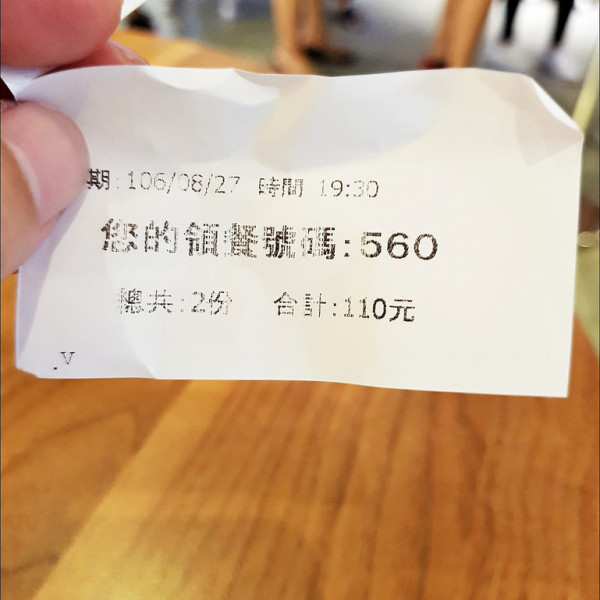 期:106/08/27 時間 19:30
您的領餐號碼:560
總共:2份 合計:110元
.V